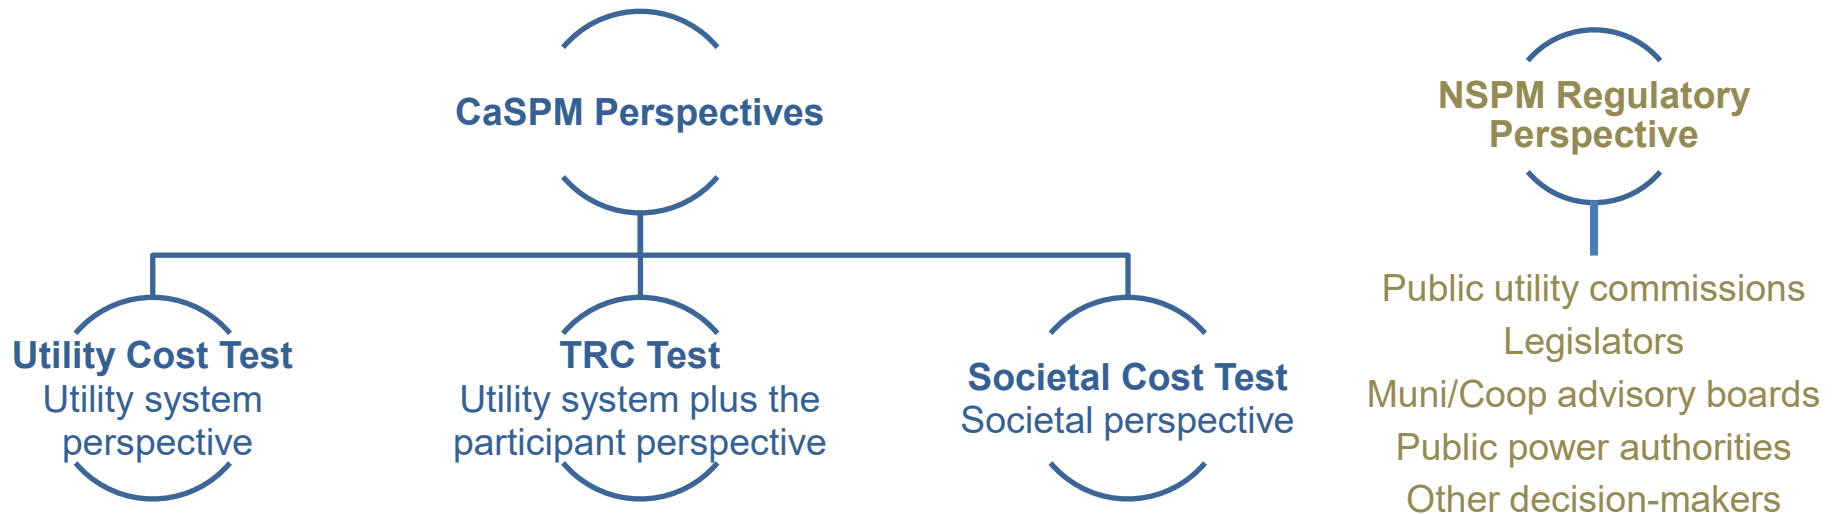 CaSPM Perspectives
Utility Cost Test
Utility system
perspective
TRC Test
Utility system plus the
participant perspective
Societal Cost Test
Societal perspective
NSPM Regulatory
Perspective
Public utility commissions
Legislators
Muni/Coop advisory boards
Public power authorities
Other decision-makers